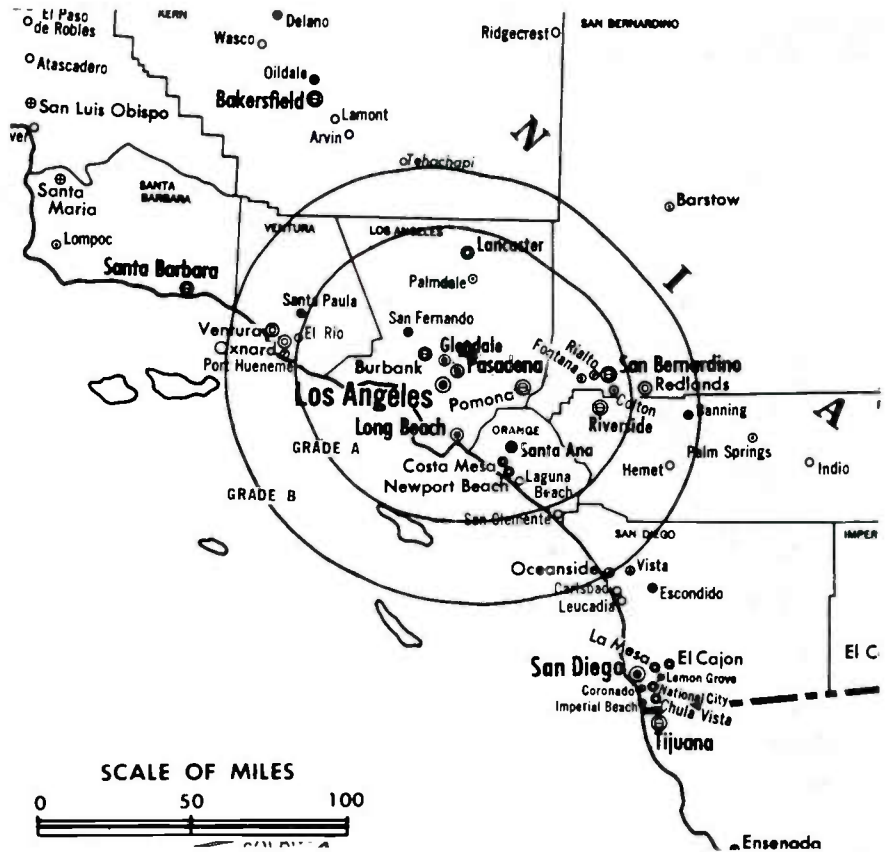 El Paso
de Robles
KERN
Delano
SAN BERNARDINO
Wasco
Ridgecrest
Atascadero
Oildale
Bakersfield
San Luis Obispo
Lamont
Arvin
ver
N
Tehachapi
Santa
Maria
SANTA
BARBARA
Barstow
Lompoc
VENTURA
LOS ANGELES
Lancaster
Santa Barbara
Palmdale
I
Santa Paula
San Fernando
Ventura
El Rio
Oxnard
Port Hueneme
Burbank
Glendale
Pasadena
Fontana
Rialto
San Bernardino
Redlands
Los Angeles
Pomona
Colton
Riverside
Banning
A
Long Beach
ORANGE
GRADE A
Santa Ana
Palm Springs
Costa Mesa
Newport Beach
Laguna
Beach
Hemet
Indio
GRADE B
San Clemente
SAN DIEGO
IMPER
Oceanside
Vista
Carlsbad
Leucadia
Escondido
La Mesa
El Cajon
El C
San Diego
Lemon Grove
Coronado
National City
Imperial Beach
Chula Vista
Tijuana
SCALE OF MILES
0 50 100
Ensenada